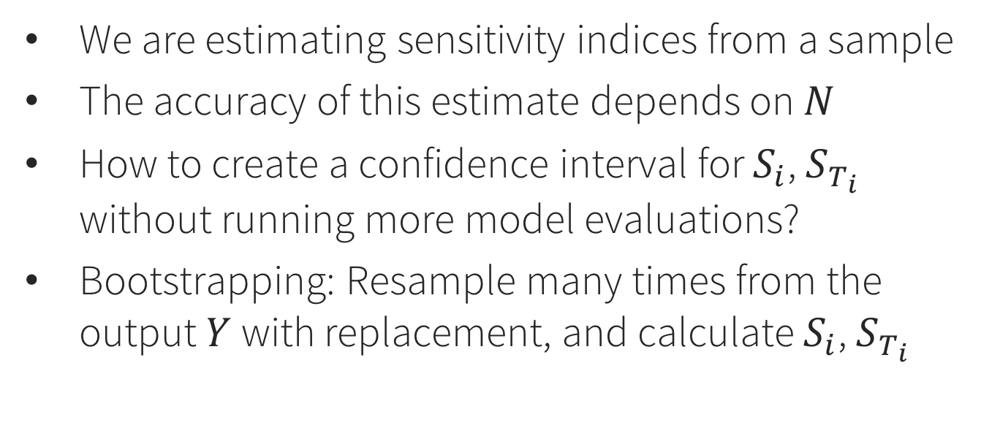 • We are estimating sensitivity indices from a sample
• The accuracy of this estimate depends on N
• How to create a confidence interval for S_i, S_{T_i}
without running more model evaluations?
• Bootstrapping: Resample many times from the
output Y with replacement, and calculate S_i, S_{T_i}